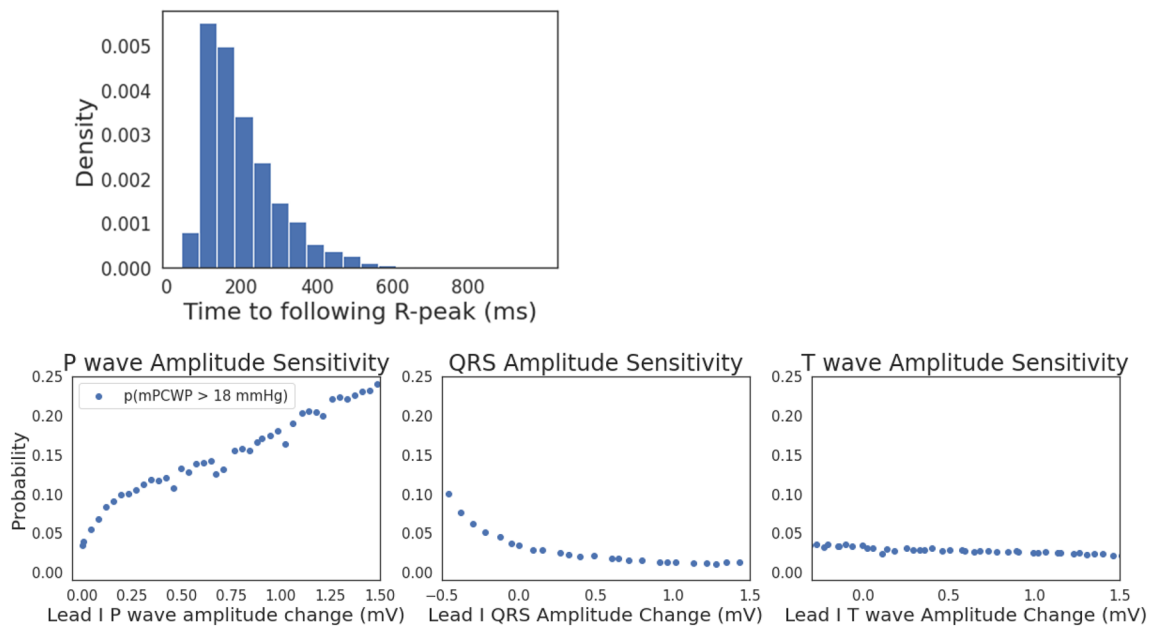 Density
0.005
0.004
0.003
0.002
0.001
0.000
0 200 400 600 800
Time to following R-peak (ms)
P wave Amplitude Sensitivity
Probability
0.25
0.20
0.15
0.10
0.05
0.00
p(mPCWP > 18 mmHg)
0.00 0.25 0.50 0.75 1.00 1.25 1.50
Lead I P wave amplitude change (mV)
QRS Amplitude Sensitivity
0.25
0.20
0.15
0.10
0.05
0.00
−0.5 0.0 0.5 1.0 1.5
Lead I QRS Amplitude Change (mV)
T wave Amplitude Sensitivity
0.25
0.20
0.15
0.10
0.05
0.00
0.0 0.5 1.0 1.5
Lead I T wave Amplitude Change (mV)